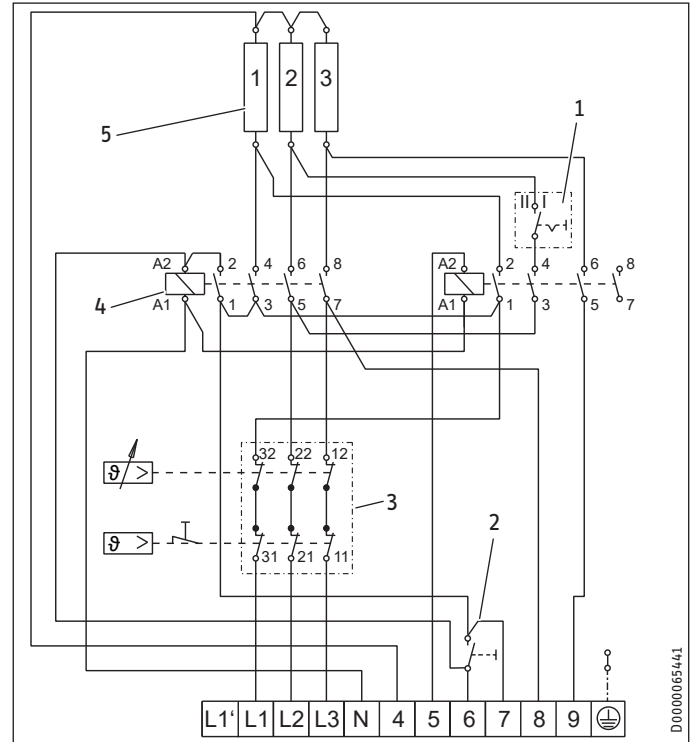 1 2 3
1
5
II I
A2 2 4 6 8 A2 2 4 6 8
4
A1 1 3 5 7 A1 1 3 5 7
32 22 12
ϑ >
3
2
ϑ >
31 21 11
L1‘ L1 L2 L3 N 4 5 6 7 8 9
D0000065441